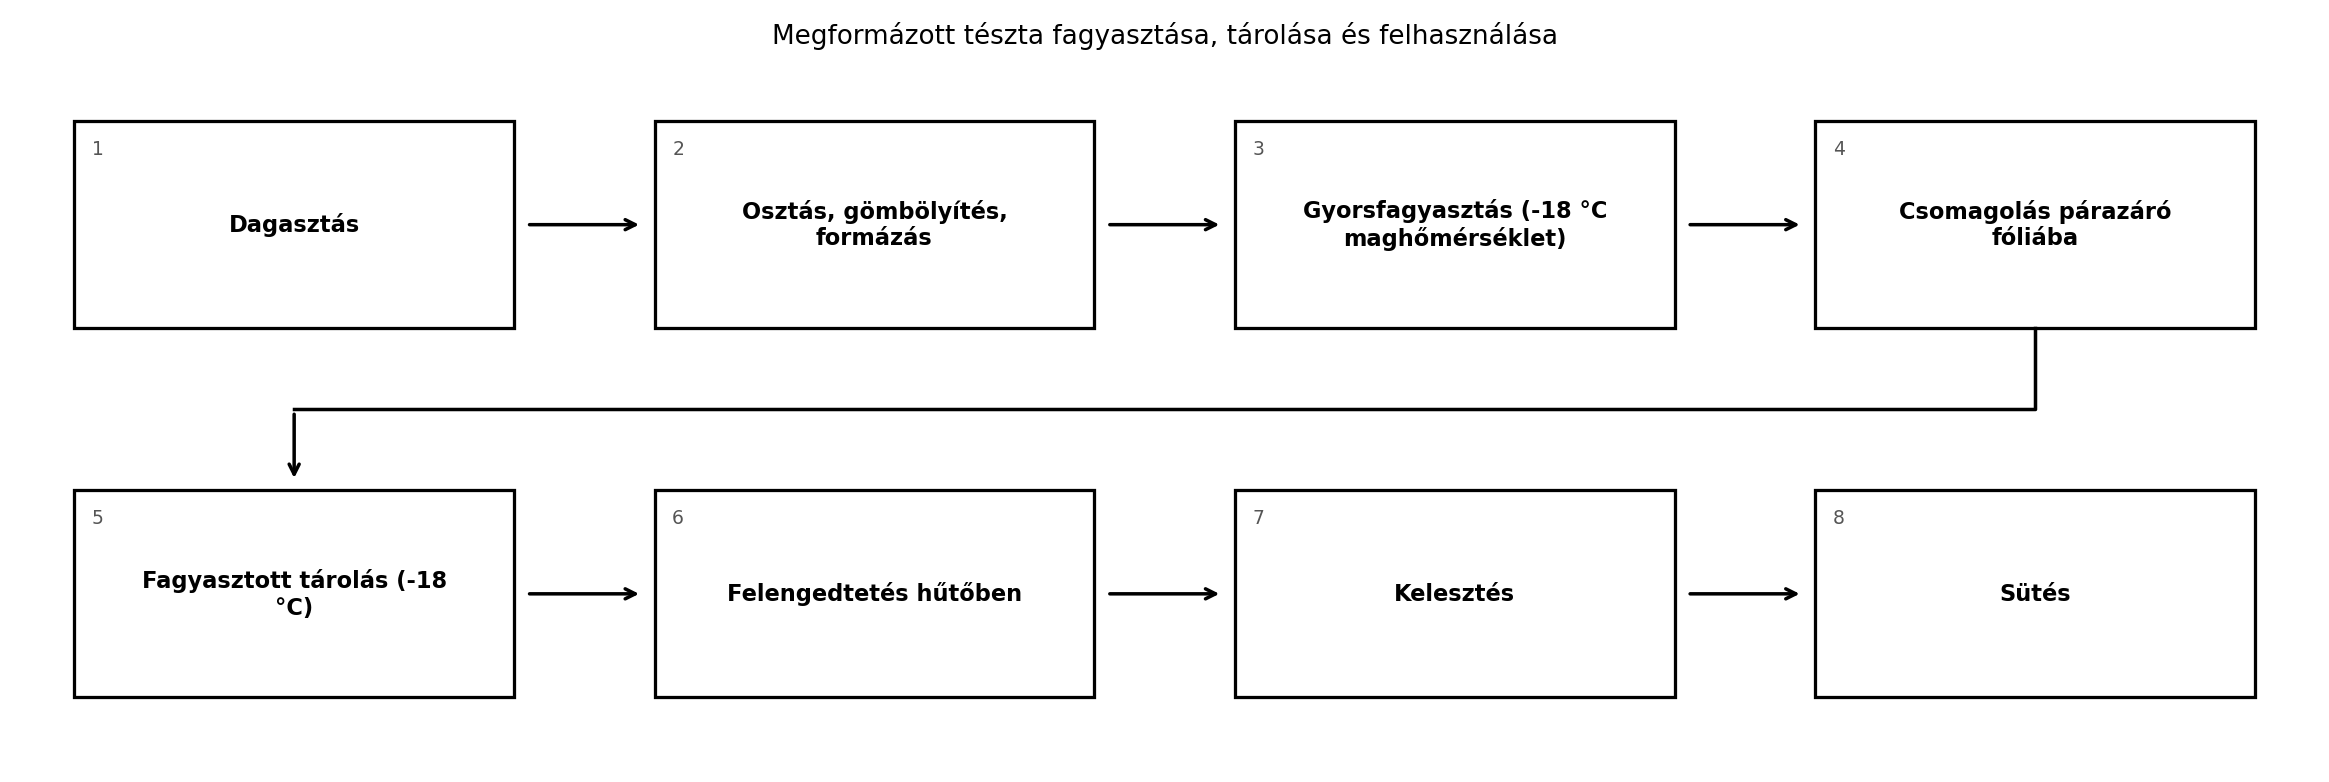 Megformázott tészta fagyasztása, tárolása és felhasználása
1
Dagasztás
2
Osztás, gömbölyítés,
formázás
3
Gyorsfagyasztás (-18 °C
maghőmérséklet)
4
Csomagolás párazáró
fóliába
5
Fagyasztott tárolás (-18
°C)
6
Felengedtetés hűtőben
7
Kelesztés
8
Sütés